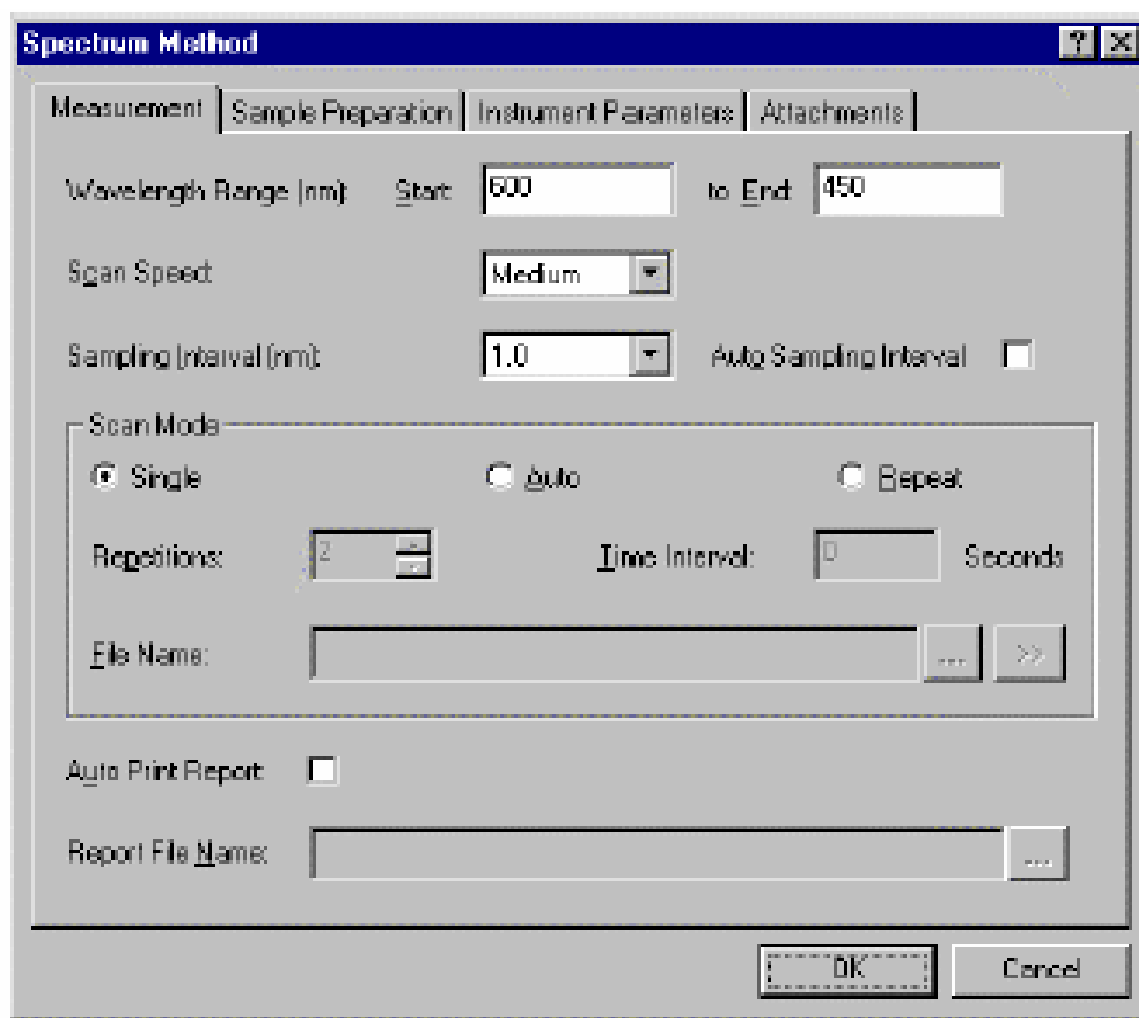 Spectrum Method
Measurement Sample Preparation Instrument Parameters Attachments
Wavelength Range (nm): Start: 600 to End: 450
Scan Speed: Medium
Sampling Interval (nm): 1.0 Auto Sampling Interval
Scan Mode
Single Auto Repeat
Repetitions: 2 Time Interval: 0 Seconds
File Name: ... >>
Auto Print Report:
Report File Name: ...
OK Cancel